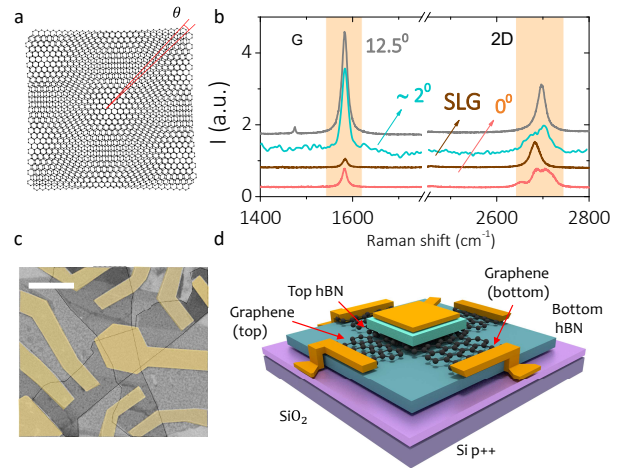 a
θ
b
I (a.u.)
4
2
0
G
12.5⁰
~ 2⁰
SLG
0⁰
2D
1400
1600
2600
2800
Raman shift (cm⁻¹)
c
d
Graphene
(top)
Top hBN
Graphene
(bottom)
Bottom
hBN
SiO₂
Si p++